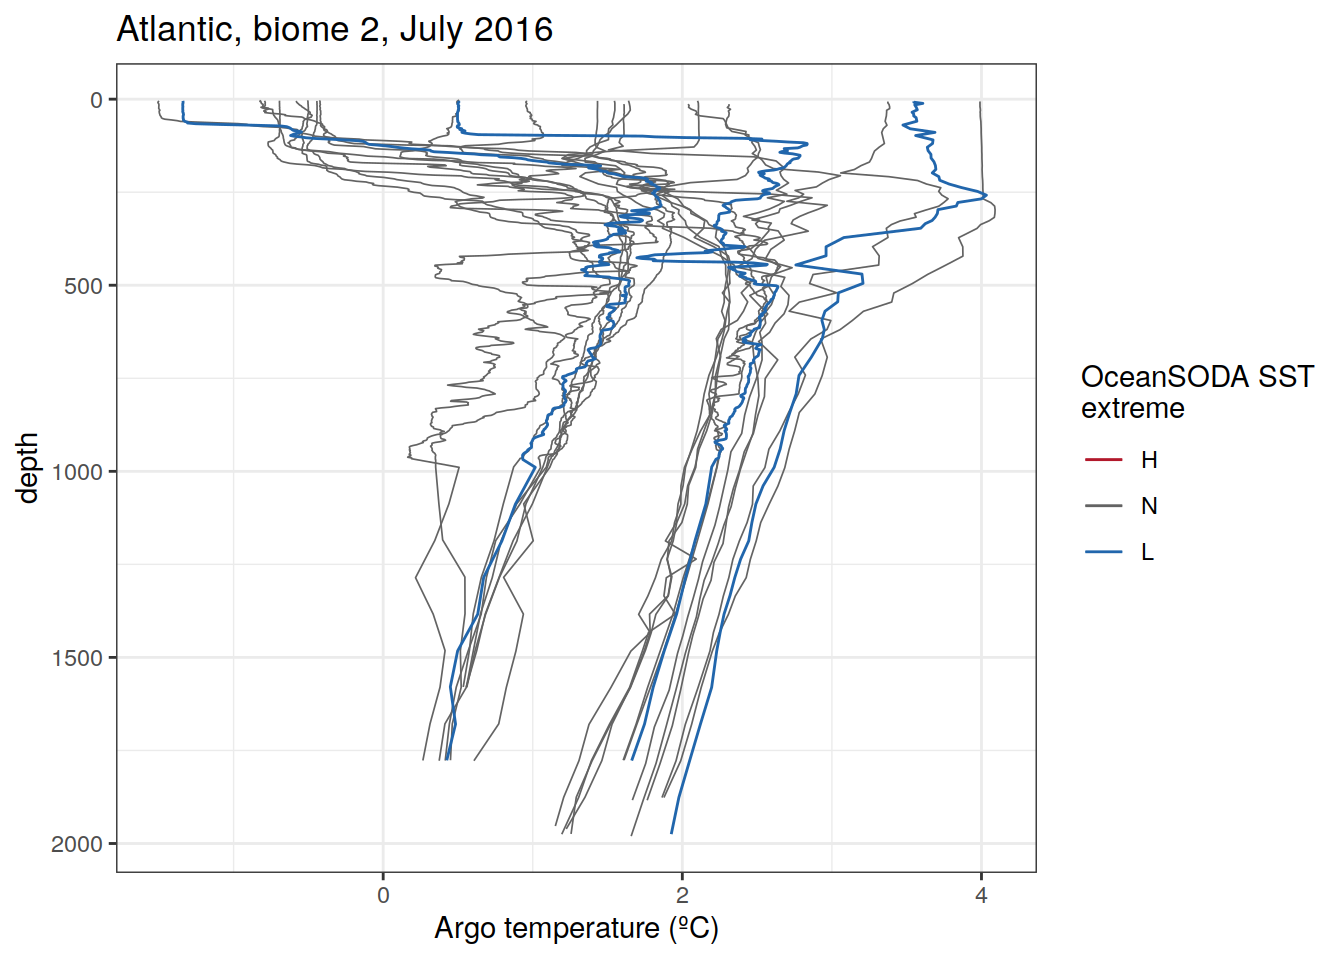 Atlantic, biome 2, July 2016
0
500
1000
1500
2000
depth
0
2
4
Argo temperature (ºC)
OceanSODA SST
extreme
H
N
L